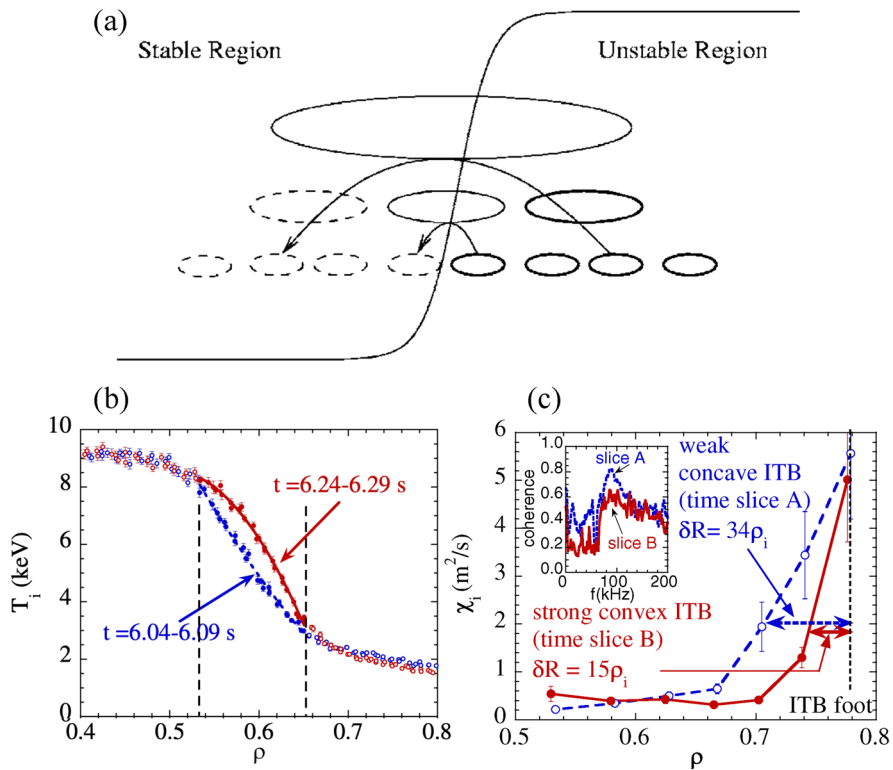 (a)
Stable Region
Unstable Region
(b)
10
8
6
4
2
0
T_i (keV)
t =6.24-6.29 s
t=6.04-6.09 s
0.4
0.5
0.6
0.7
0.8
ρ
(c)
6
5
4
3
2
1
0
χ_i (m²/s)
1.0
0.8
0.6
0.4
0.2
0.0
coherence
slice A
slice B
0
100
200
f(kHz)
weak
concave ITB
(time slice A)
δR= 34ρ_i
strong convex ITB
(time slice B)
δR = 15ρ_i
ITB foot
0.5
0.6
0.7
0.8
ρ